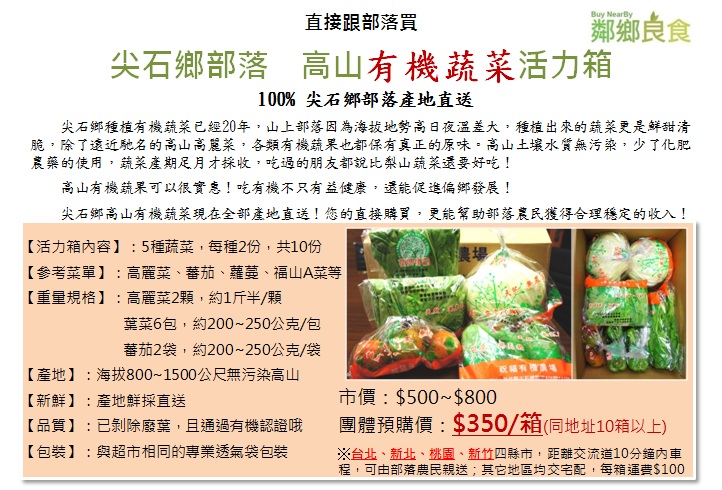 直接跟部落買
Buy NearBy
鄰鄉良食
尖石鄉部落 高山有機蔬菜活力箱
100% 尖石鄉部落產地直送
尖石鄉種植有機蔬菜已經20年，山上部落因為海拔地勢高日夜溫差大，種植出來的蔬菜更是鮮甜清
脆，除了遠近馳名的高山高麗菜，各類有機蔬果也都保有真正的原味。高山土壤水質無污染，少了化肥
農藥的使用，蔬菜產期足月才採收，吃過的朋友都說比梨山蔬菜還要好吃！
高山有機蔬果可以很實惠！吃有機不只有益健康，還能促進偏鄉發展！
尖石鄉高山有機蔬菜現在全部產地直送！您的直接購買，更能幫助部落農民獲得合理穩定的收入！
【活力箱內容】：5種蔬菜，每種2份，共10份
【參考菜單】：高麗菜、蕃茄、蘿蔓、福山A菜等
【重量規格】：高麗菜2顆，約1斤半/顆
葉菜6包，約200~250公克/包
蕃茄2袋，約200~250公克/袋
【產地】：海拔800~1500公尺無污染高山
【新鮮】：產地鮮採直送
【品質】：已剝除廢葉，且通過有機認證哦
【包裝】：與超市相同的專業透氣袋包裝
農場
祝福有機農場
市價：$500~$800
團體預購價：$350/箱(同地址10箱以上)
※台北、新北、桃園、新竹四縣市，距離交流道10分鐘內車
程，可由部落農民親送；其它地區均交宅配，每箱運費$100